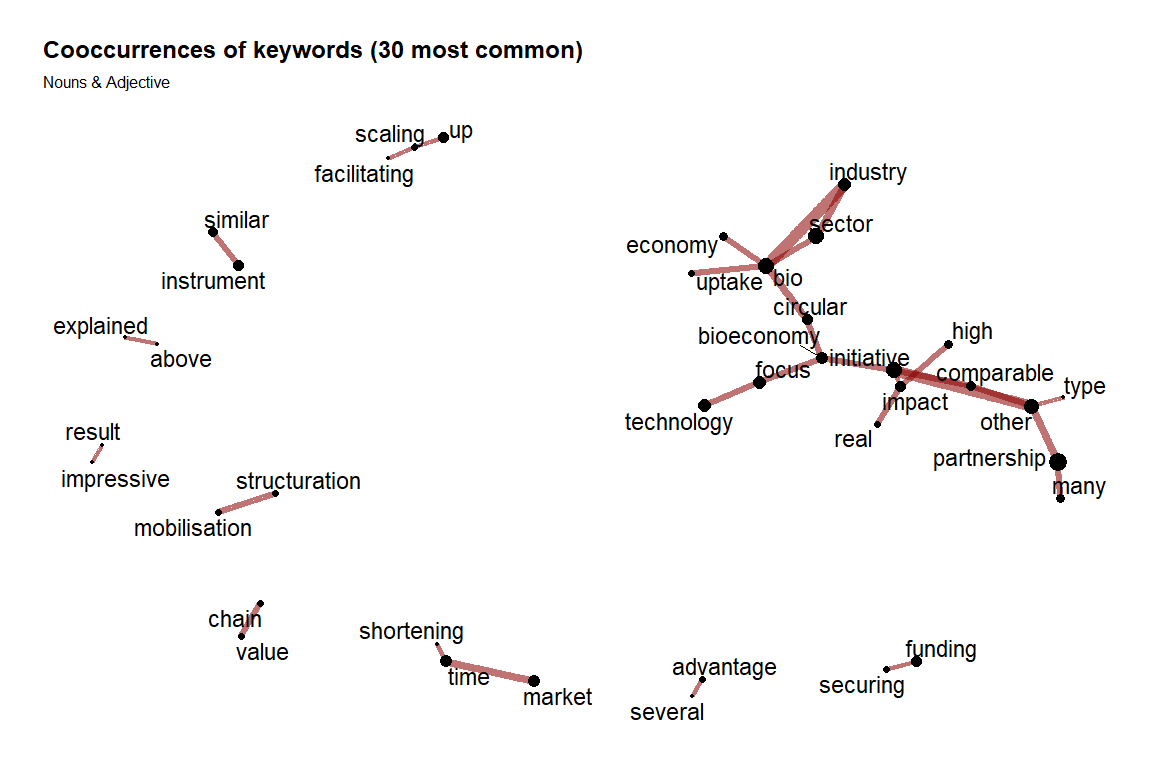 Cooccurrences of keywords (30 most common)
Nouns & Adjective
scaling
up
facilitating
industry
similar
sector
economy
instrument
uptake
bio
circular
explained
bioeconomy
high
above
initiative
focus
comparable
type
impact
technology
other
result
real
partnership
impressive
structuration
many
mobilisation
chain
shortening
value
funding
time
advantage
securing
market
several